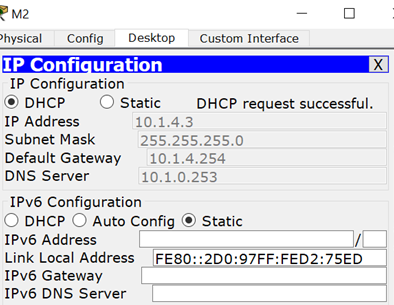 M2
Physical Config Desktop Custom Interface
IP Configuration X
IP Configuration
DHCP Static DHCP request successful.
IP Address 10.1.4.3
Subnet Mask 255.255.255.0
Default Gateway 10.1.4.254
DNS Server 10.1.0.253
IPv6 Configuration
DHCP Auto Config Static
IPv6 Address /
Link Local Address FE80::2D0:97FF:FED2:75ED
IPv6 Gateway
IPv6 DNS Server